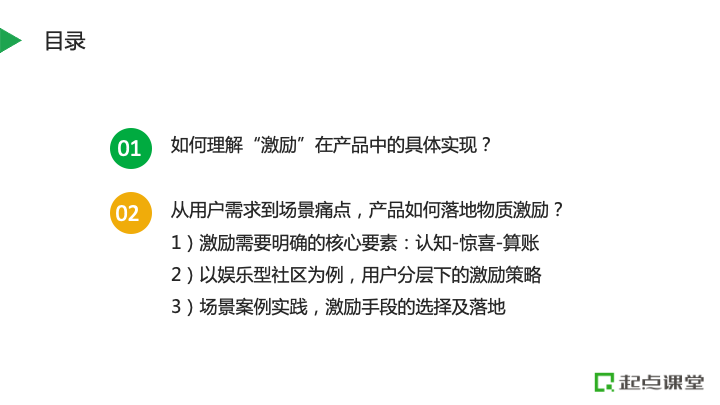 目录
01
如何理解“激励”在产品中的具体实现？
02
从用户需求到场景痛点，产品如何落地物质激励？
1）激励需要明确的核心要素：认知-惊喜-算账
2）以娱乐型社区为例，用户分层下的激励策略
3）场景案例实践，激励手段的选择及落地
起点课堂